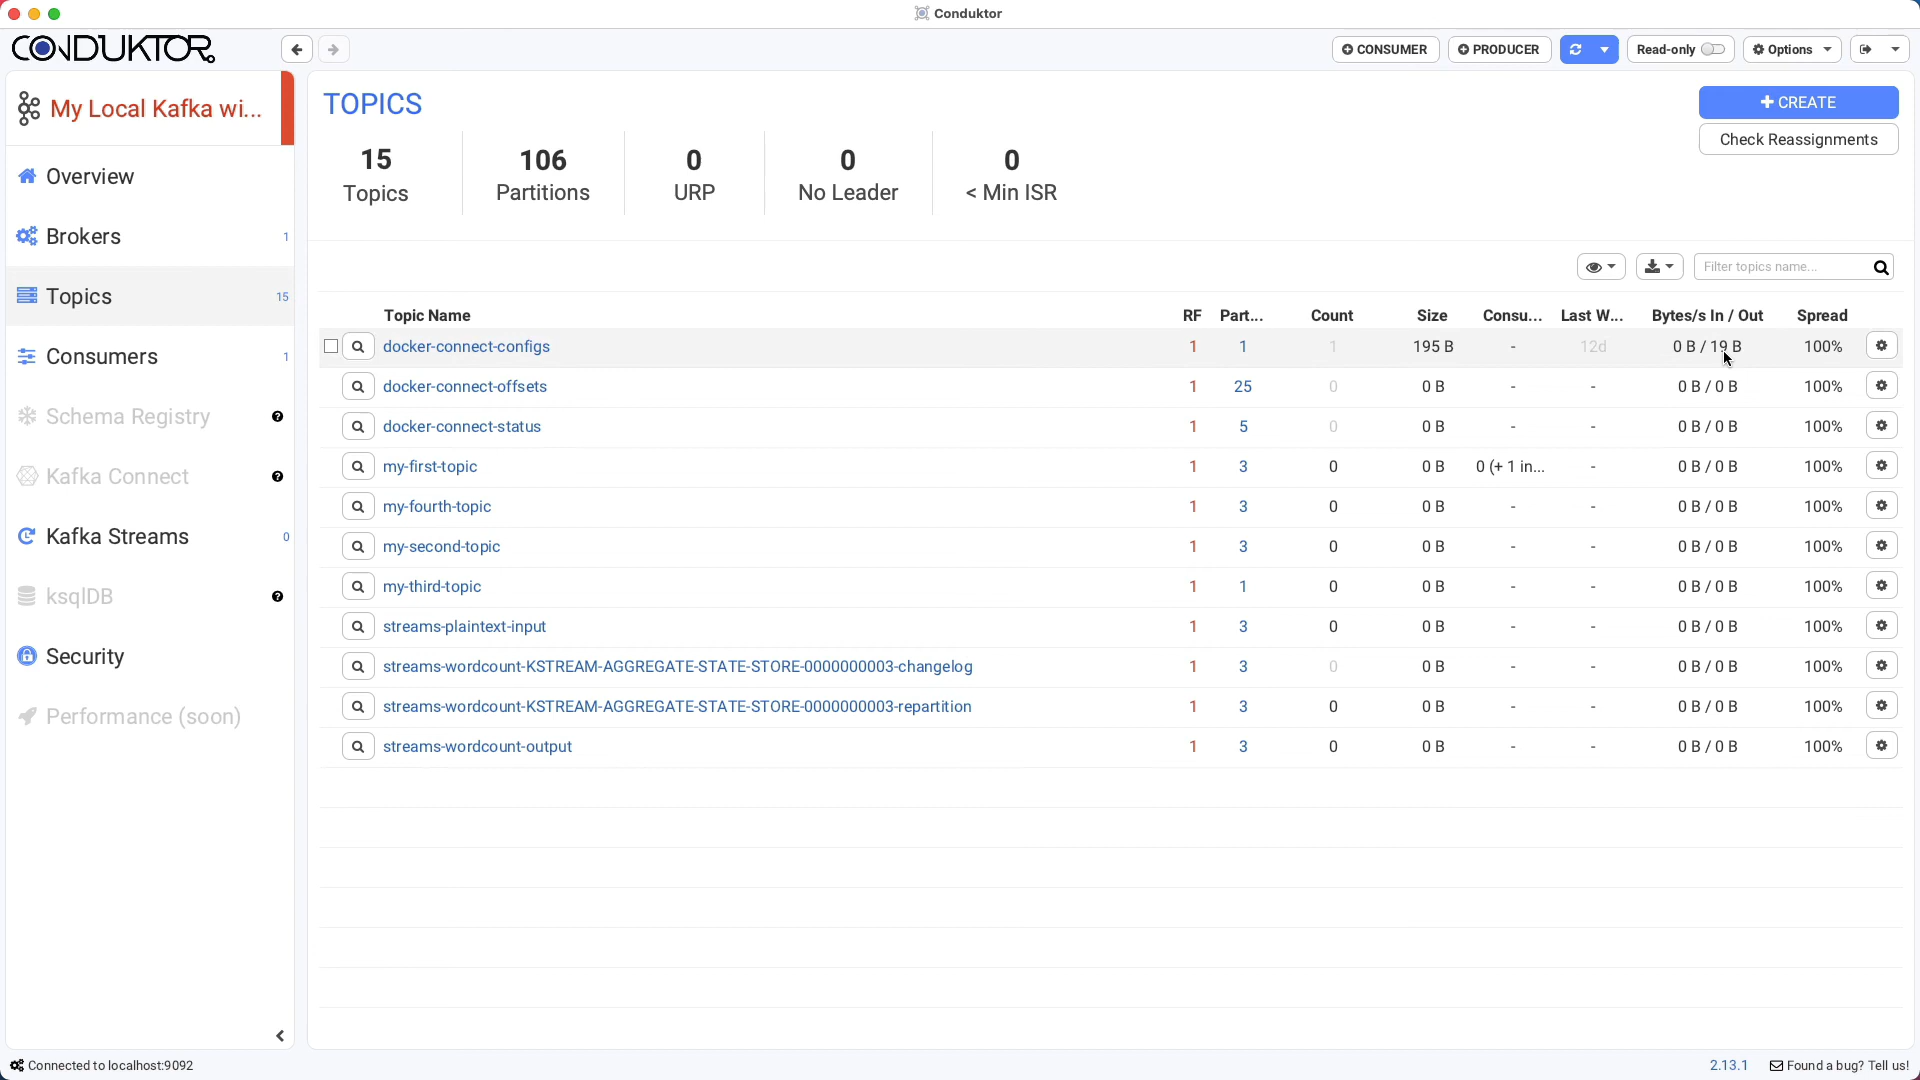 Conduktor
CONDUKTOR
CONSUMER
PRODUCER
Read-only
Options
My Local Kafka wi...
Overview
Brokers 1
Topics 15
Consumers 1
Schema Registry ?
Kafka Connect ?
Kafka Streams 0
ksqlDB ?
Security
Performance (soon)
TOPICS
+ CREATE
Check Reassignments
15 106 0 0 0
Topics Partitions URP No Leader < Min ISR
Filter topics name...
Topic Name RF Part... Count Size Consu... Last W... Bytes/s In / Out Spread
docker-connect-configs 1 1 1 195 B - 12d 0 B / 19 B 100%
docker-connect-offsets 1 25 0 0 B - - 0 B / 0 B 100%
docker-connect-status 1 5 0 0 B - - 0 B / 0 B 100%
my-first-topic 1 3 0 0 B 0 (+ 1 in... - 0 B / 0 B 100%
my-fourth-topic 1 3 0 0 B - - 0 B / 0 B 100%
my-second-topic 1 3 0 0 B - - 0 B / 0 B 100%
my-third-topic 1 1 0 0 B - - 0 B / 0 B 100%
streams-plaintext-input 1 3 0 0 B - - 0 B / 0 B 100%
streams-wordcount-KSTREAM-AGGREGATE-STATE-STORE-0000000003-changelog 1 3 0 0 B - - 0 B / 0 B 100%
streams-wordcount-KSTREAM-AGGREGATE-STATE-STORE-0000000003-repartition 1 3 0 0 B - - 0 B / 0 B 100%
streams-wordcount-output 1 3 0 0 B - - 0 B / 0 B 100%
Connected to localhost:9092
2.13.1
Found a bug? Tell us!